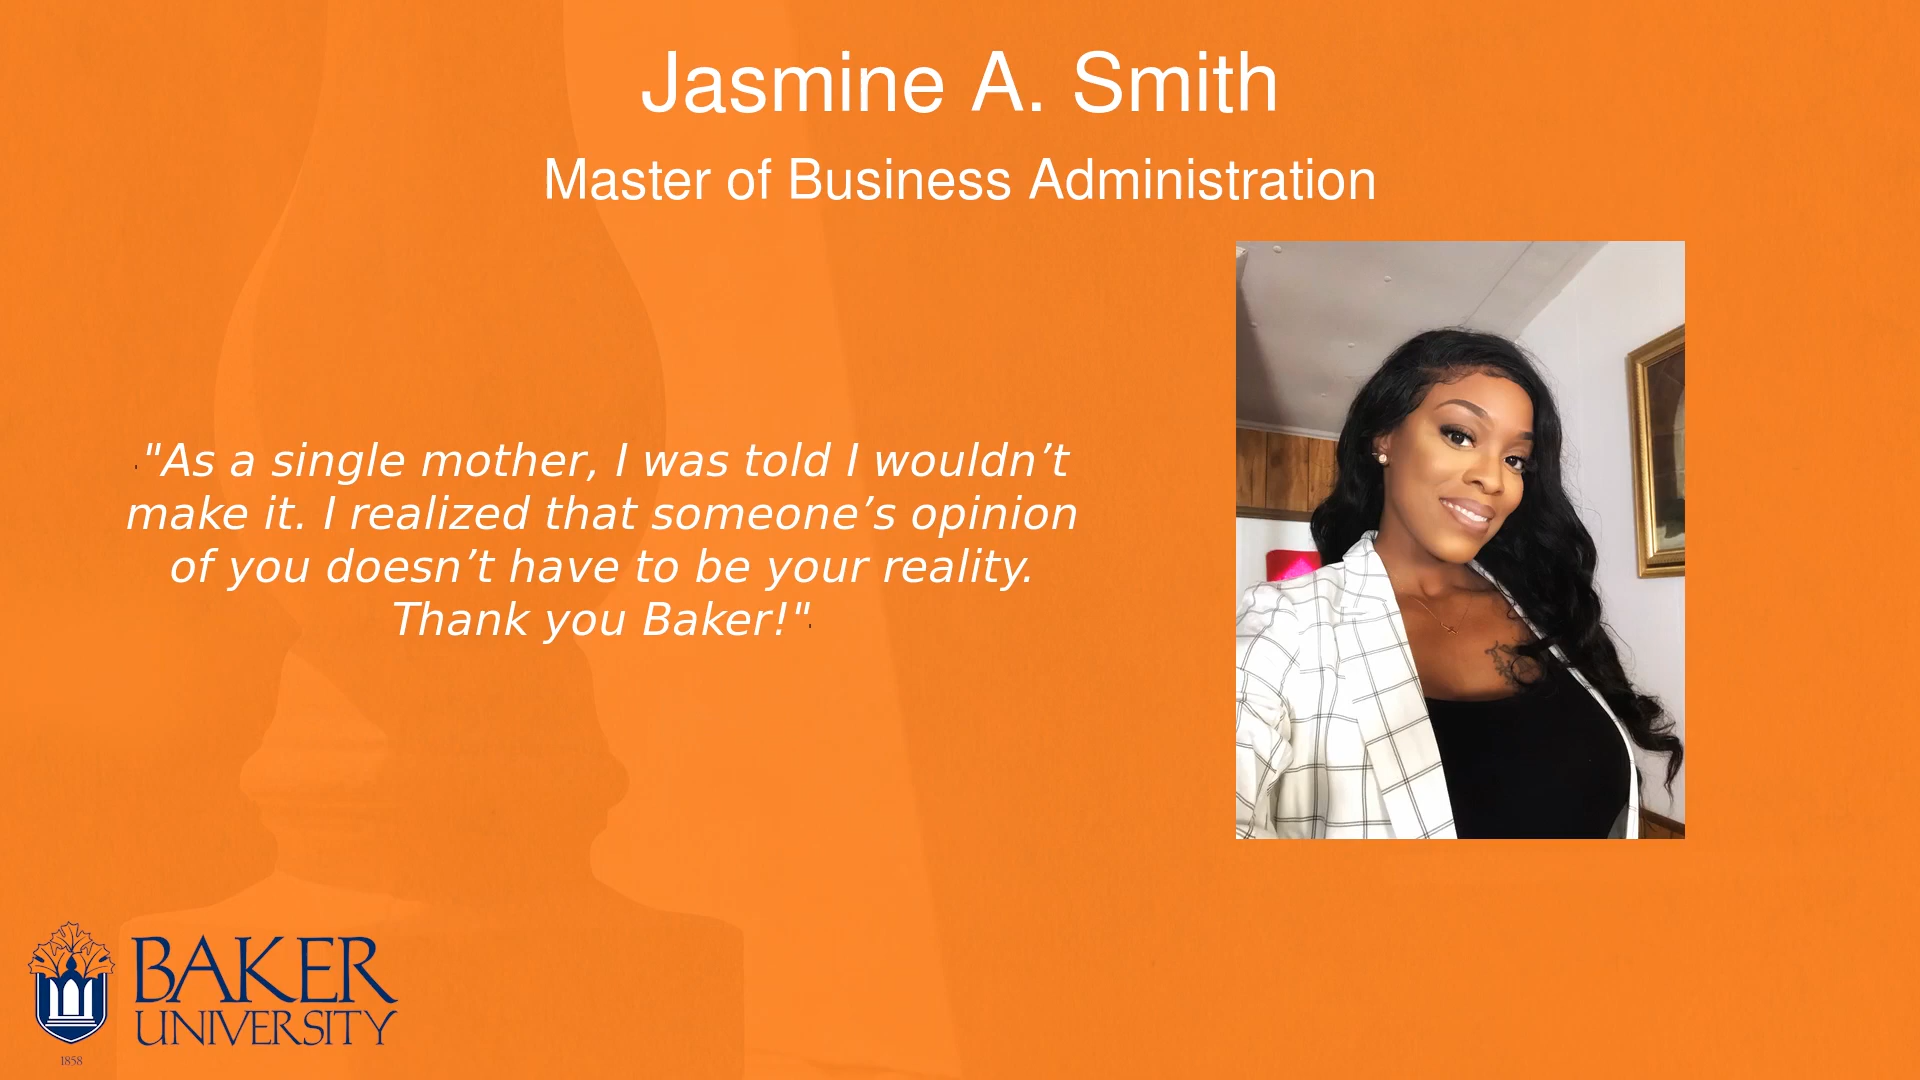 Jasmine A. Smith
Master of Business Administration
"As a single mother, I was told I wouldn’t
make it. I realized that someone’s opinion
of you doesn’t have to be your reality.
Thank you Baker!"
BAKER
UNIVERSITY
1858